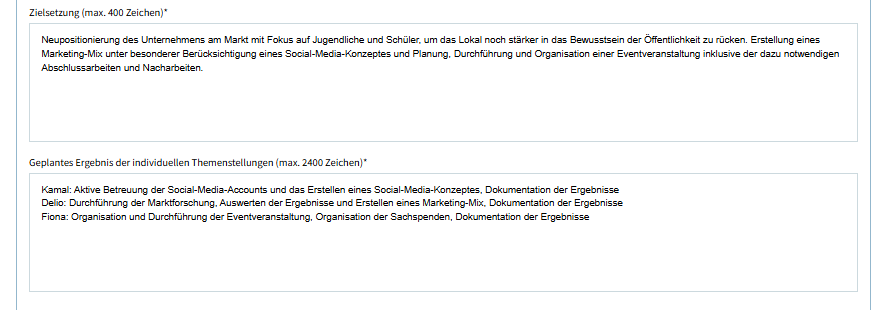 Zielsetzung (max. 400 Zeichen)*
Neupositionierung des Unternehmens am Markt mit Fokus auf Jugendliche und Schüler, um das Lokal noch stärker in das Bewusstsein der Öffentlichkeit zu rücken. Erstellung eines
Marketing-Mix unter besonderer Berücksichtigung eines Social-Media-Konzeptes und Planung, Durchführung und Organisation einer Eventveranstaltung inklusive der dazu notwendigen
Abschlussarbeiten und Nacharbeiten.
Geplantes Ergebnis der individuellen Themenstellungen (max. 2400 Zeichen)*
Kamal: Aktive Betreuung der Social-Media-Accounts und das Erstellen eines Social-Media-Konzeptes, Dokumentation der Ergebnisse
Delio: Durchführung der Marktforschung, Auswerten der Ergebnisse und Erstellen eines Marketing-Mix, Dokumentation der Ergebnisse
Fiona: Organisation und Durchführung der Eventveranstaltung, Organisation der Sachspenden, Dokumentation der Ergebnisse